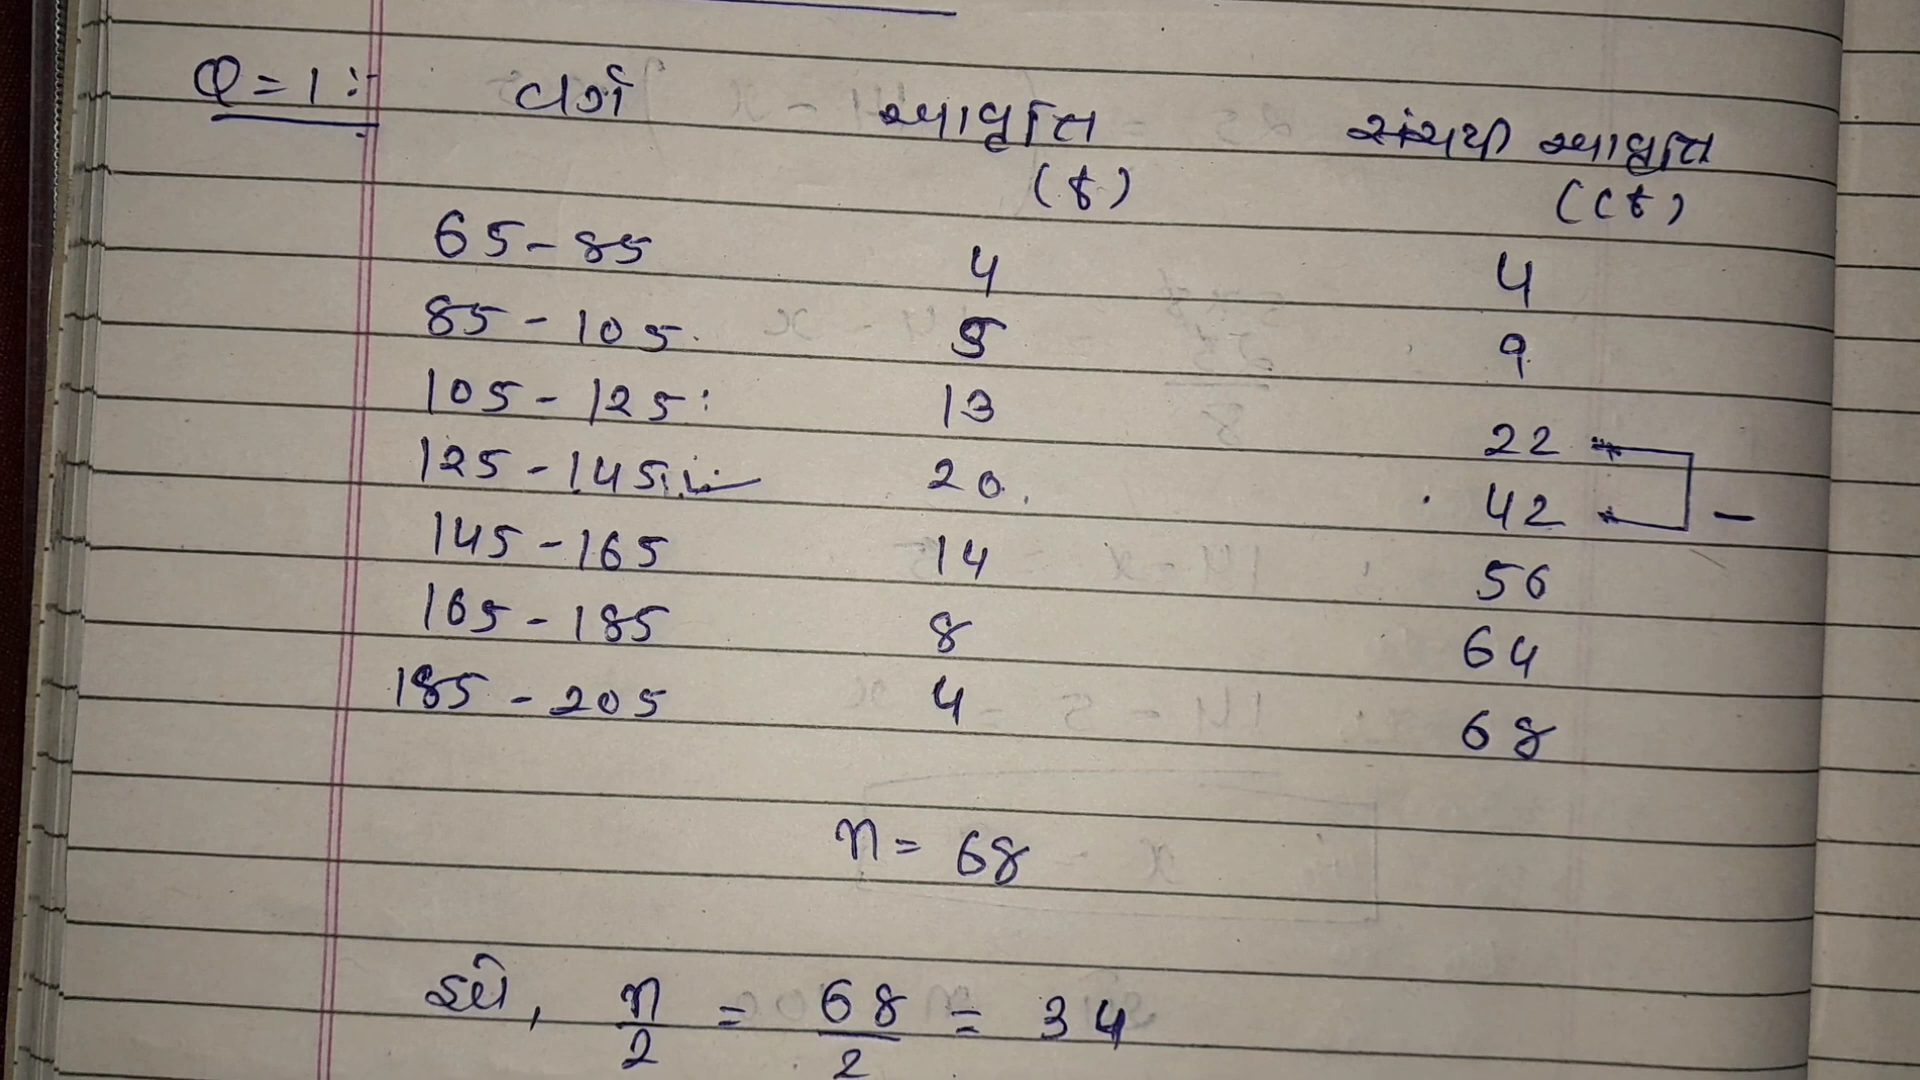 Q=1:- વર્ગ આવૃત્તિ (f) સંચયી આવૃત્તિ (cf)
65-85 4 4
85-105 5 9
105-125 13 22
125-145 20 42
145-165 14 56
165-185 8 64
185-205 4 68
n = 68
હવે, n/2 = 68/2 = 34